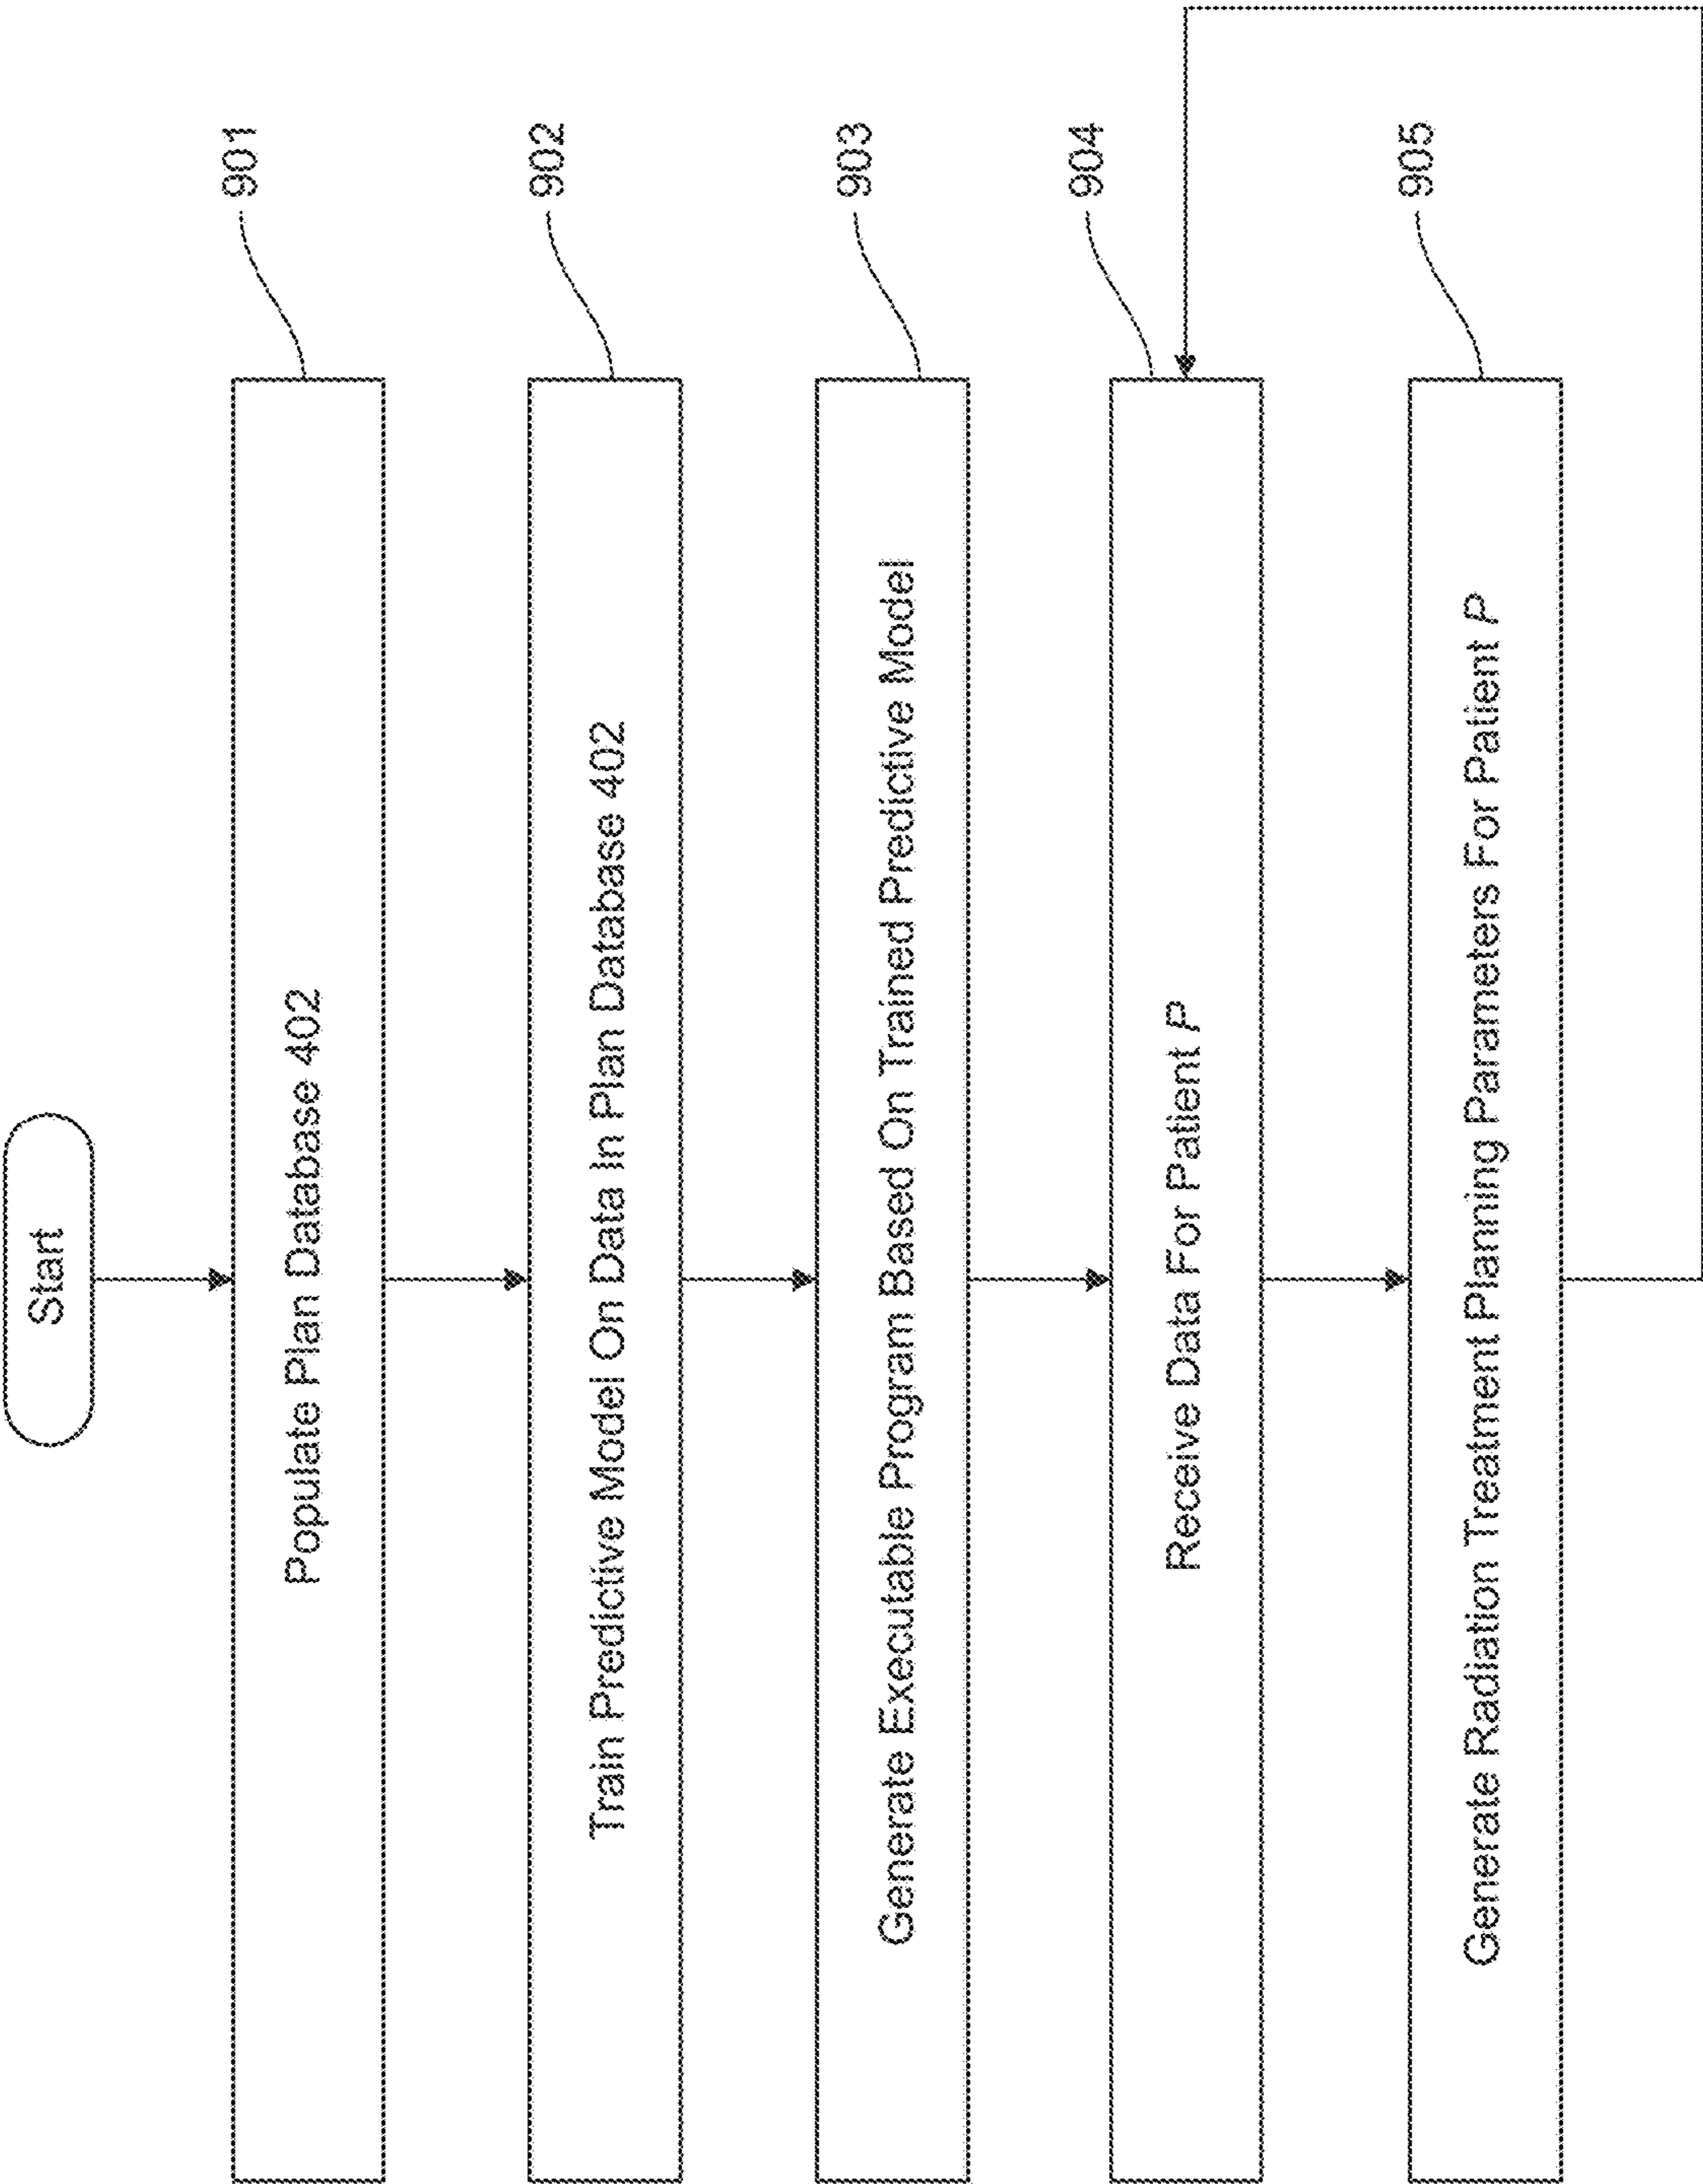 Start
901
Populate Plan Database 402
902
Train Predictive Model On Data In Plan Database 402
903
Generate Executable Program Based On Trained Predictive Model
904
Receive Data For Patient P
905
Generate Radiation Treatment Planning Parameters For Patient P